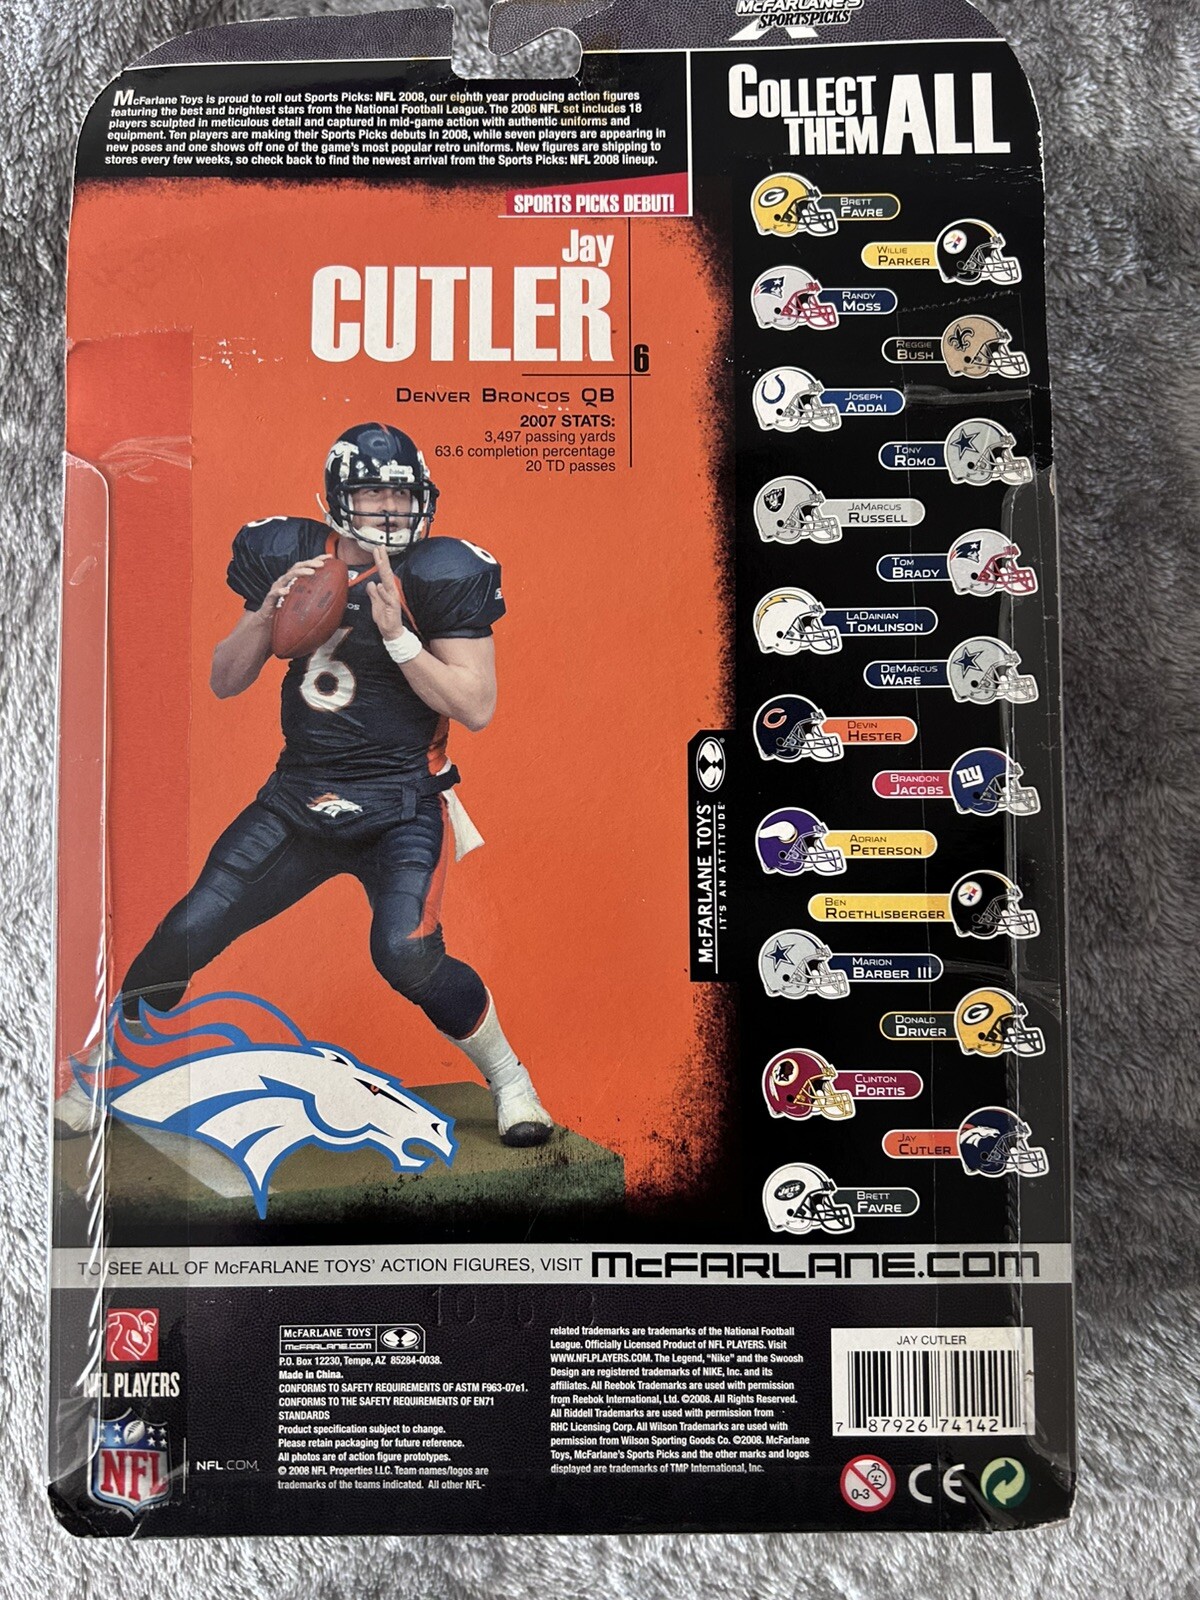 McFARLANE'S
SPORTSPICKS
McFarlane Toys is proud to roll out Sports Picks: NFL 2008, our eighth year producing action figures
featuring the best and brightest stars from the National Football League. The 2008 NFL set includes 18
players sculpted in meticulous detail and captured in mid-game action with authentic uniforms and
equipment. Ten players are making their Sports Picks debuts in 2008, while seven players are appearing in
new poses and one shows off one of the game's most popular retro uniforms. New figures are shipping to
stores every few weeks, so check back to find the newest arrival from the Sports Picks: NFL 2008 lineup.
SPORTS PICKS DEBUT!
Jay
CUTLER
6
DENVER BRONCOS QB
2007 STATS:
3,497 passing yards
63.6 completion percentage
20 TD passes
6
6
6
COLLECT
THEM ALL
BRETT
FAVRE
WILLIE
PARKER
RANDY
MOSS
REGGIE
BUSH
JOSEPH
ADDAI
TONY
ROMO
JAMARCUS
RUSSELL
TOM
BRADY
LADAINIAN
TOMLINSON
DEMARCUS
WARE
DEVIN
HESTER
BRANDON
JACOBS
ny
ADRIAN
PETERSON
BEN
ROETHLISBERGER
MARION
BARBER III
DONALD
DRIVER
CLINTON
PORTIS
JAY
CUTLER
JETS
BRETT
FAVRE
McFARLANE TOYS™
IT'S AN ATTITUDE
TO SEE ALL OF McFARLANE TOYS' ACTION FIGURES, VISIT McFARLANE.COM
NFL PLAYERS
NFL
NFL.COM
McFARLANE TOYS
McFARLANE.COM
P.O. Box 12230, Tempe, AZ 85284-0038.
Made in China.
CONFORMS TO SAFETY REQUIREMENTS OF ASTM F963-07e1.
CONFORMS TO THE SAFETY REQUIREMENTS OF EN71
STANDARDS
Product specification subject to change.
Please retain packaging for future reference.
All photos are of action figure prototypes.
© 2008 NFL Properties LLC. Team names/logos are
trademarks of the teams indicated. All other NFL-
related trademarks are trademarks of the National Football
League. Officially Licensed Product of NFL PLAYERS. Visit
WWW.NFLPLAYERS.COM. The Legend, "Nike" and the Swoosh
Design are registered trademarks of NIKE, Inc. and its
affiliates. All Reebok Trademarks are used with permission
from Reebok International, Ltd. ©2008. All Rights Reserved.
All Riddell Trademarks are used with permission from
RHC Licensing Corp. All Wilson Trademarks are used with
permission from Wilson Sporting Goods Co. ©2008. McFarlane
Toys, McFarlane's Sports Picks and the other marks and logos
displayed are trademarks of TMP International, Inc.
JAY CUTLER
7 87926 74142
0-3
CE